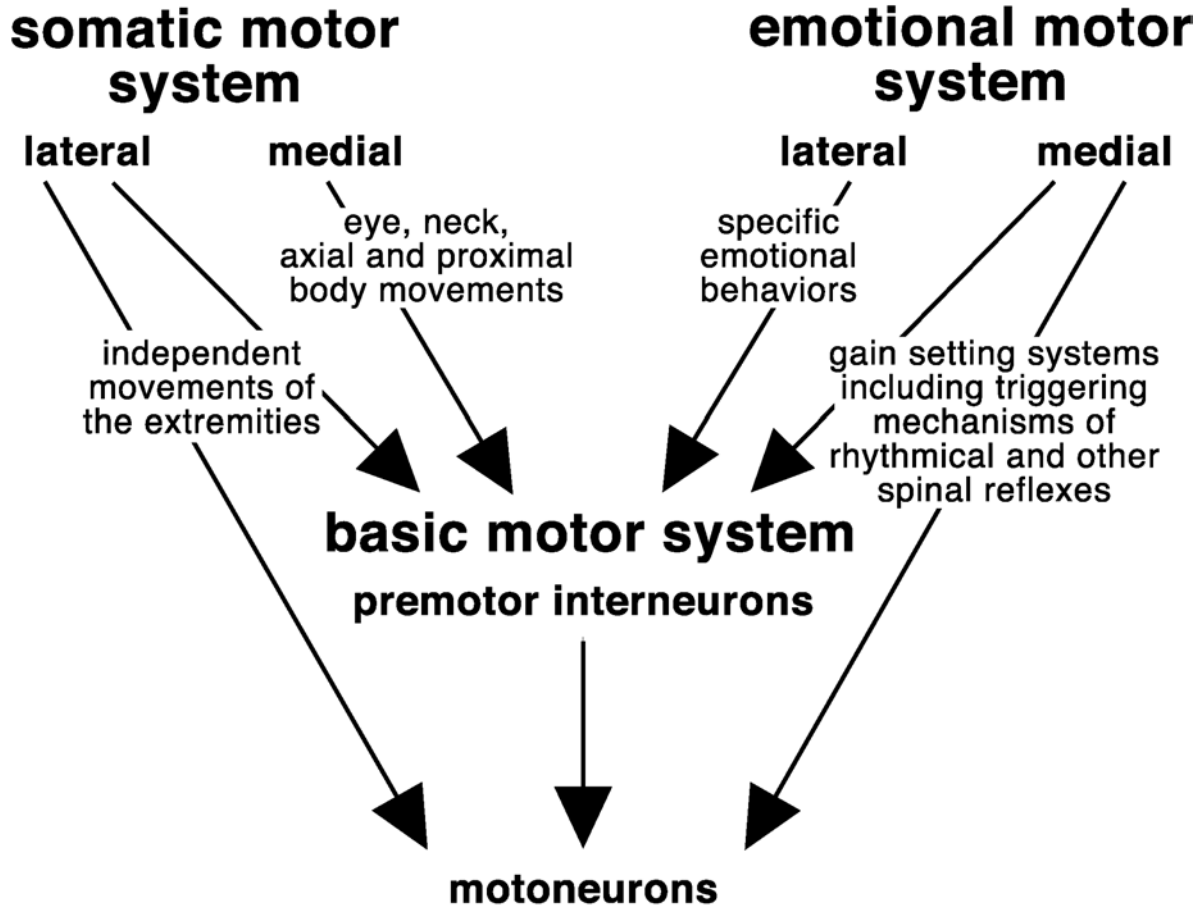 somatic motor
system
emotional motor
system
lateral
medial
lateral
medial
eye, neck,
axial and proximal
body movements
specific
emotional
behaviors
independent
movements of
the extremities
gain setting systems
including triggering
mechanisms of
rhythmical and other
spinal reflexes
basic motor system
premotor interneurons
motoneurons